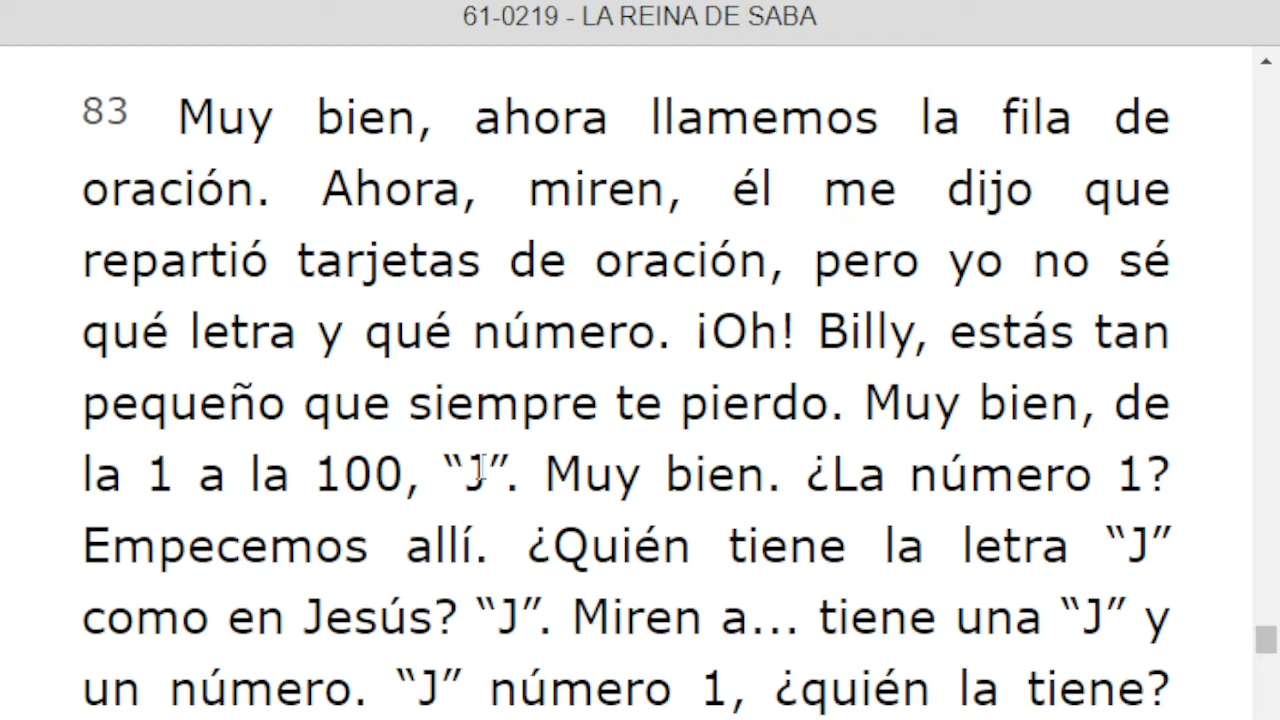 61-0219 - LA REINA DE SABA
83 Muy bien, ahora llamemos la fila de
oración. Ahora, miren, él me dijo que
repartió tarjetas de oración, pero yo no sé
qué letra y qué número. ¡Oh! Billy, estás tan
pequeño que siempre te pierdo. Muy bien, de
la 1 a la 100, “J”. Muy bien. ¿La número 1?
Empecemos allí. ¿Quién tiene la letra “J”
como en Jesús? “J”. Miren a... tiene una “J” y
un número. “J” número 1, ¿quién la tiene?